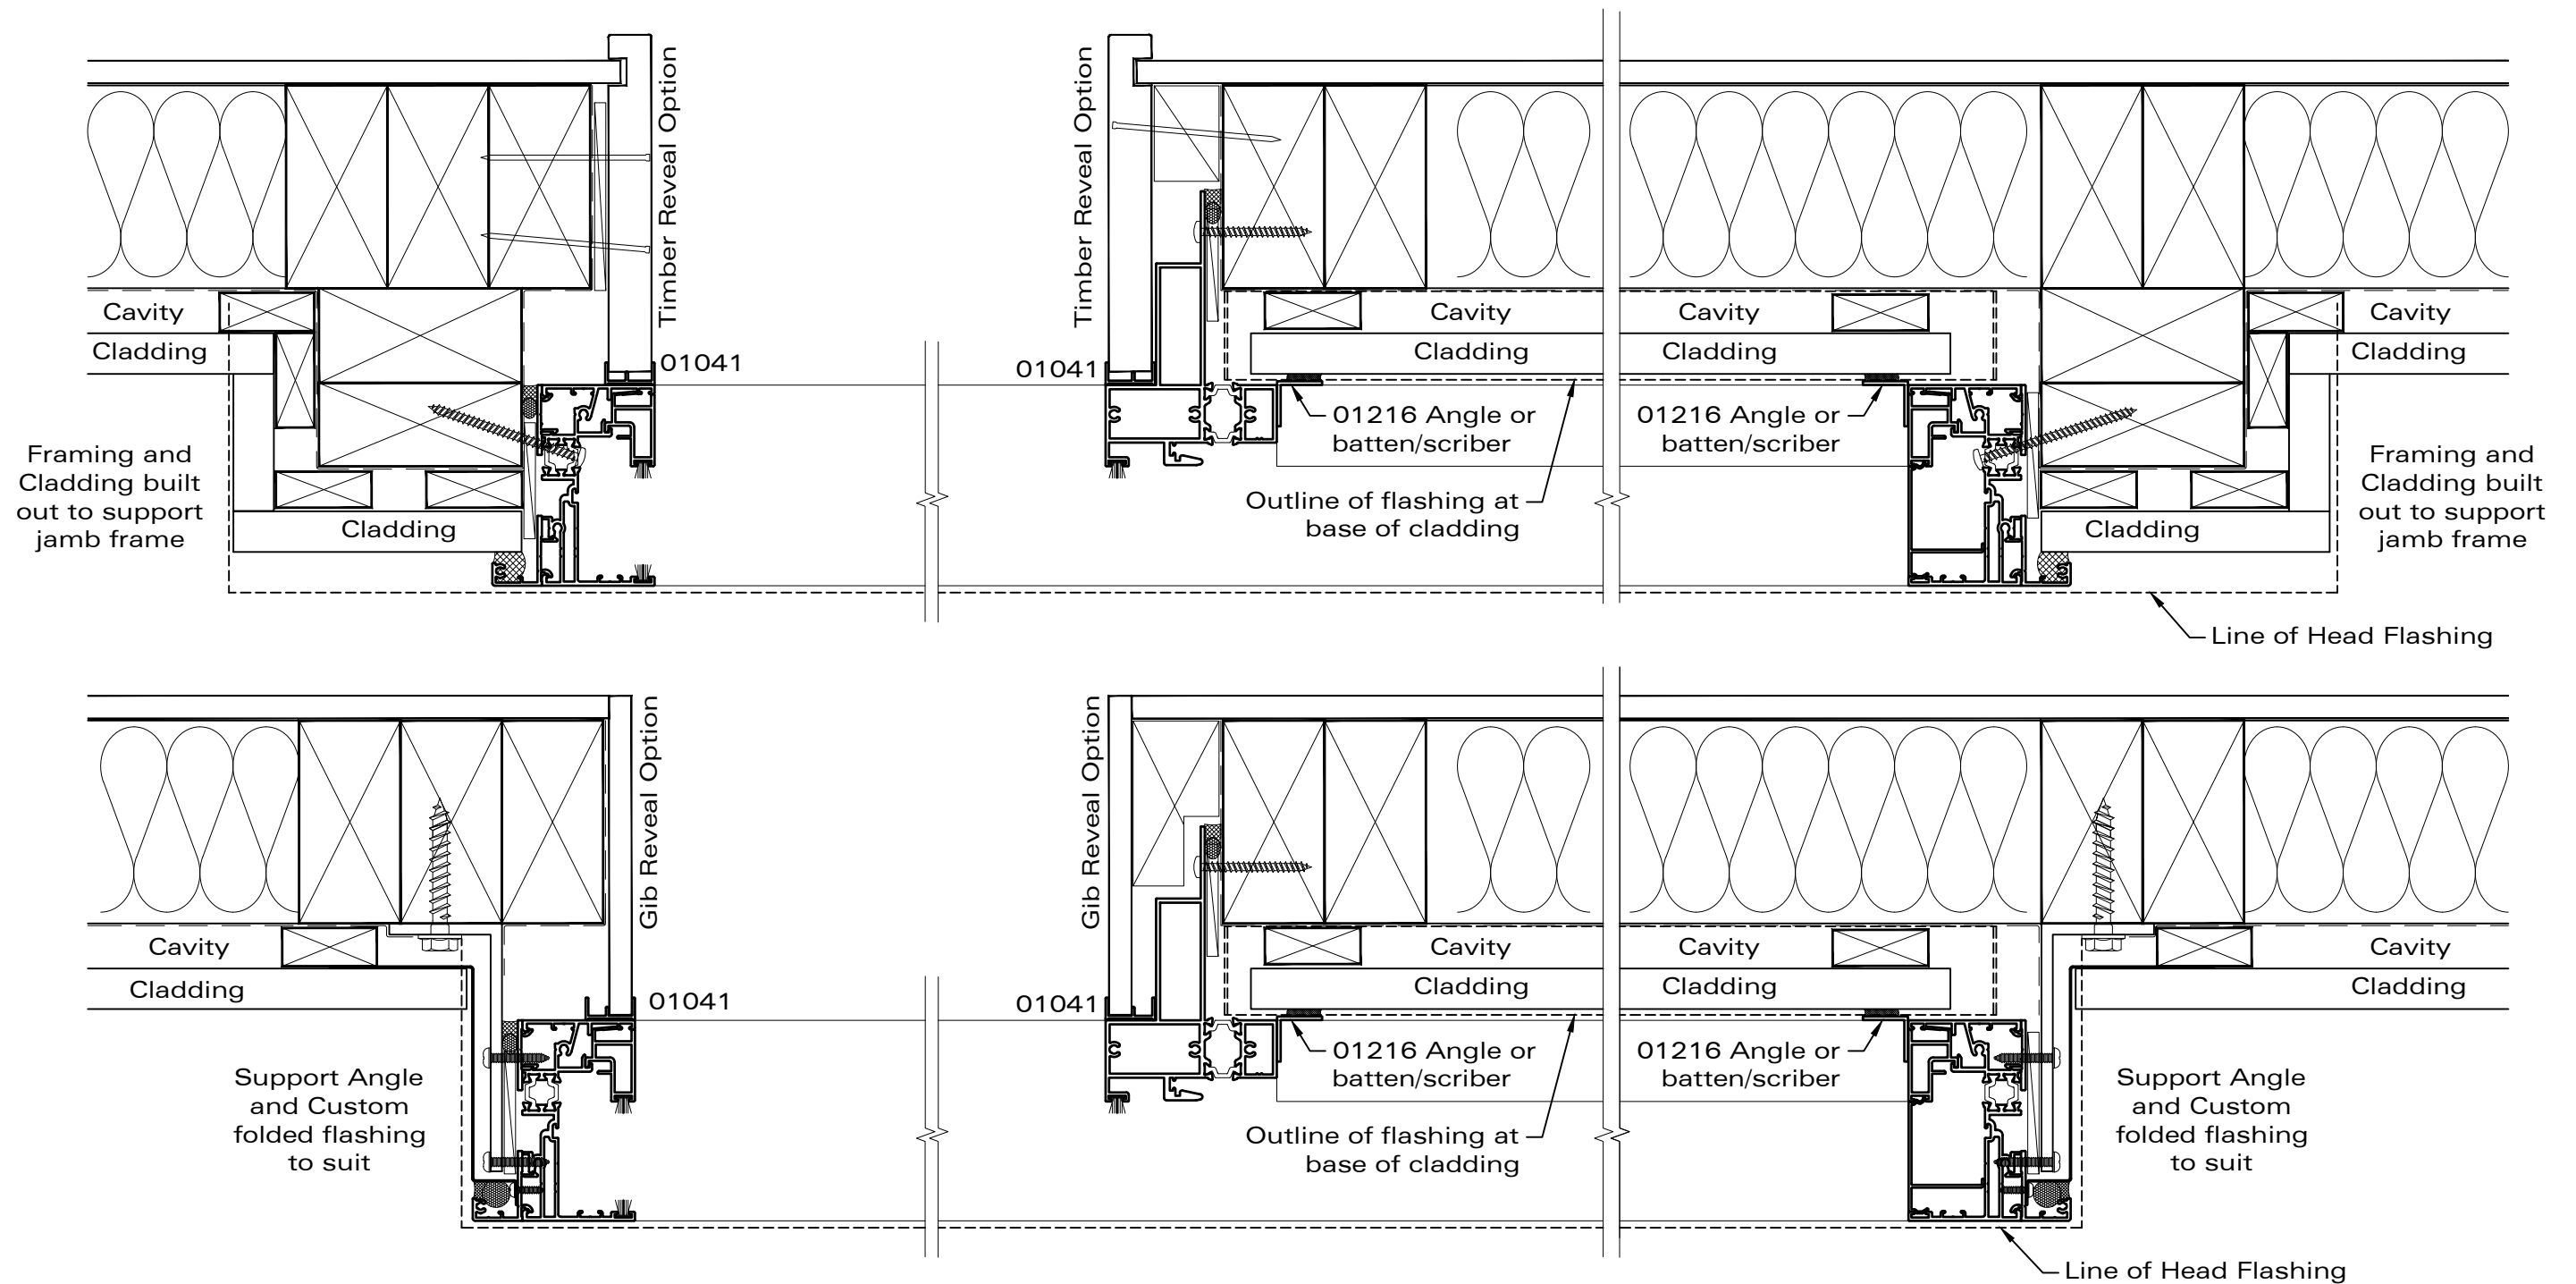 Timber Reveal Option
Timber Reveal Option
Cavity
Cladding
01041
Framing and
Cladding built
out to support
jamb frame
Cladding
01041
Cavity
Cladding
01216 Angle or
batten/scriber
Outline of flashing at
base of cladding
Cavity
Cladding
01216 Angle or
batten/scriber
Cavity
Cladding
Framing and
Cladding built
out to support
jamb frame
Cladding
Line of Head Flashing
Gib Reveal Option
Gib Reveal Option
Cavity
Cladding
01041
Support Angle
and Custom
folded flashing
to suit
01041
Cavity
Cladding
01216 Angle or
batten/scriber
Outline of flashing at
base of cladding
Cavity
Cladding
01216 Angle or
batten/scriber
Cavity
Cladding
Support Angle
and Custom
folded flashing
to suit
Line of Head Flashing